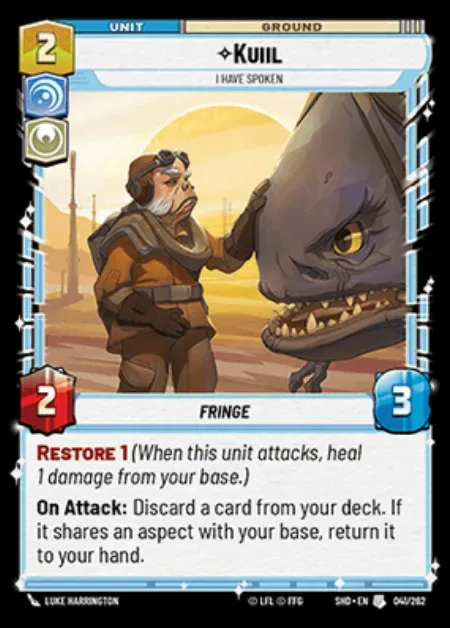 UNIT GROUND
2
KUIIL
I HAVE SPOKEN
2 FRINGE 3
RESTORE 1 (When this unit attacks, heal
1 damage from your base.)
On Attack: Discard a card from your deck. If
it shares an aspect with your base, return it
to your hand.
LUKE HARRINGTON © LFL © FFG SHD • EN 041/262